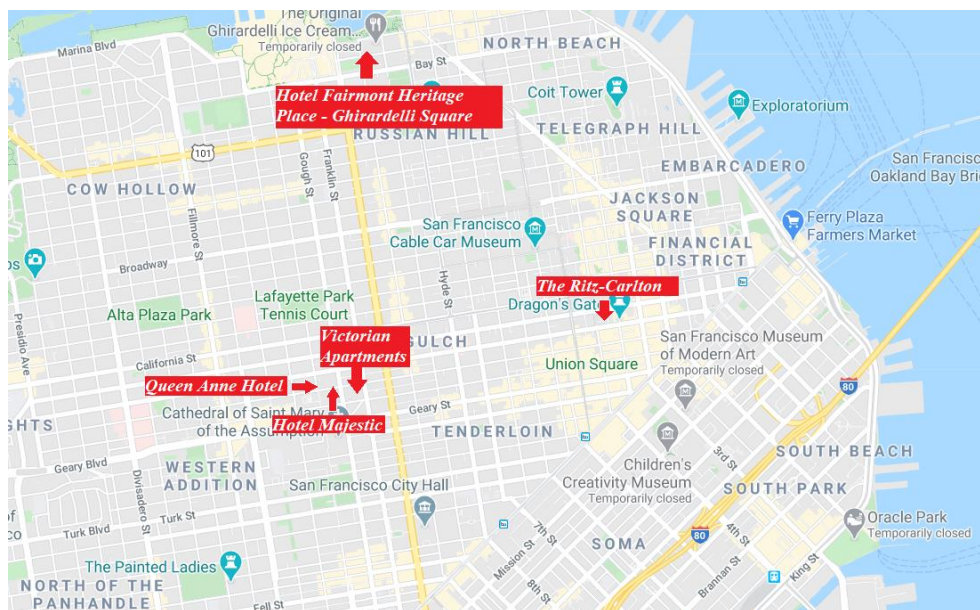 The Original
Ghirardelli Ice Cream...
Temporarily closed
Marina Blvd
NORTH BEACH
Bay St
Hotel Fairmont Heritage
Place - Ghirardelli Square
RUSSIAN HILL
Coit Tower
Exploratorium
TELEGRAPH HILL
101
Gough St
Franklin St
COW HOLLOW
EMBARCADERO
San Francisco
Oakland Bay Bri
JACKSON
SQUARE
Fillmore St
San Francisco
Cable Car Museum
Ferry Plaza
Farmers Market
FINANCIAL
DISTRICT
Broadway
Hyde St
The Ritz-Carlton
Lafayette Park
Tennis Court
Alta Plaza Park
Dragon's Gat
Presidio Ave
Victorian
Apartments
GULCH
San Francisco Museum
of Modern Art
Temporarily closed
California St
Union Square
Queen Anne Hotel
80
Geary St
Cathedral of Saint Mary
of the Assumption
Hotel Majestic
GHTS
TENDERLOIN
SOUTH BEACH
Geary Blvd
WESTERN
ADDITION
Divisadero St
Children's
Creativity Museum
Temporarily closed
3rd St
San Francisco City Hall
SOUTH PARK
Turk St
Turk Blvd
7th St
Oracle Park
Temporarily closed
4th St
80
SOMA
Mission St
8th St
Brannan St
King St
The Painted Ladies
NORTH OF THE
PANHANDLE
Fell St